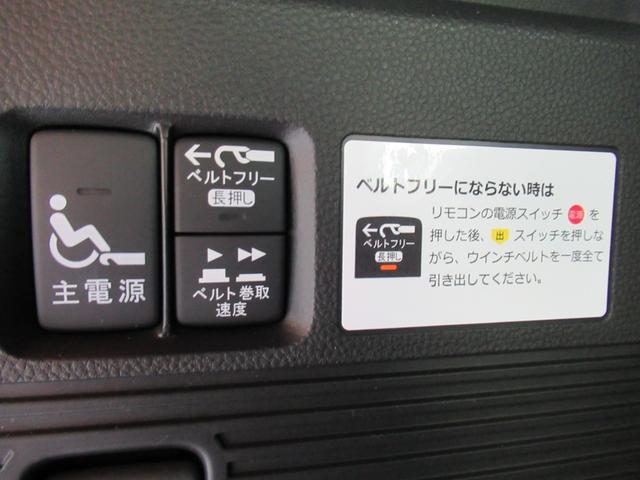 主電源
ベルトフリー
長押し
ベルト巻取
速度
ベルトフリーにならない時は
リモコンの電源スイッチ 電源 を
押した後、 出 スイッチを押しな
がら、ウインチベルトを一度全て
引き出してください。
ベルトフリー
長押し